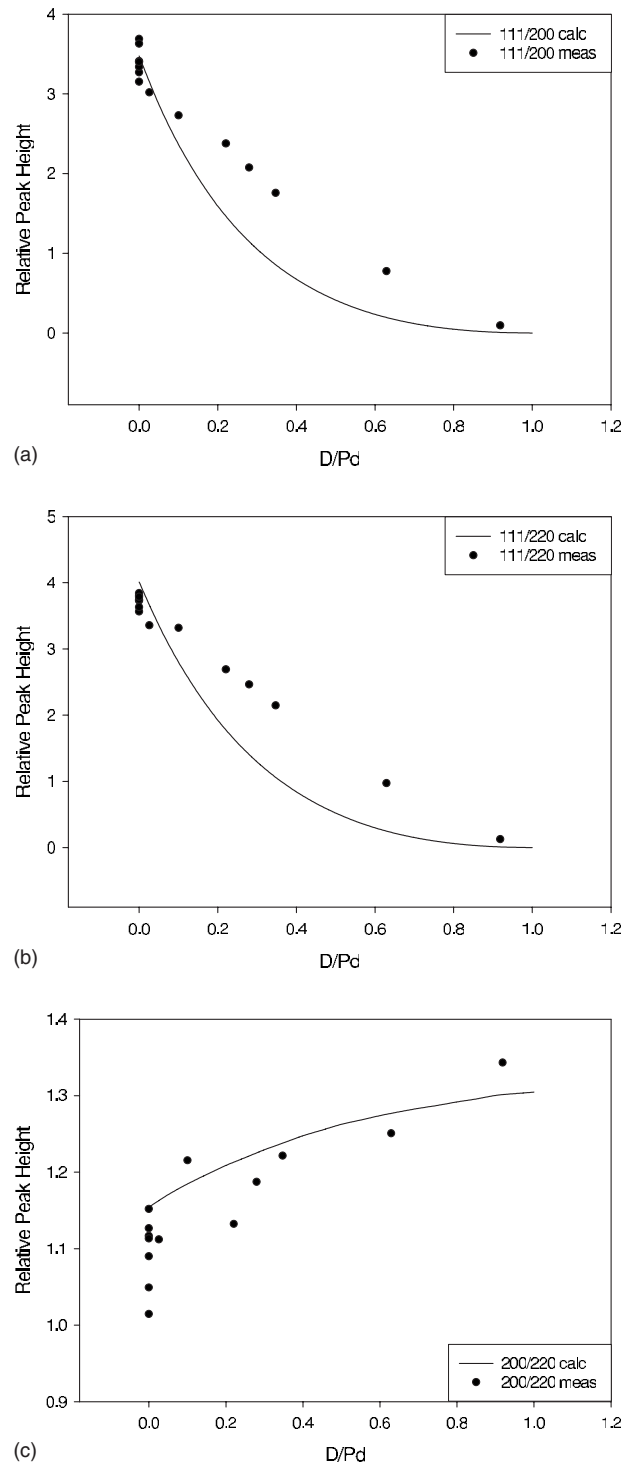 4
3
2
1
0
Relative Peak Height
111/200 calc
111/200 meas
0.0 0.2 0.4 0.6 0.8 1.0 1.2
D/Pd
(a)
5
4
3
2
1
0
Relative Peak Height
111/220 calc
111/220 meas
0.0 0.2 0.4 0.6 0.8 1.0 1.2
D/Pd
(b)
1.4
1.3
1.2
1.1
1.0
0.9
Relative Peak Height
200/220 calc
200/220 meas
0.0 0.2 0.4 0.6 0.8 1.0 1.2
D/Pd
(c)